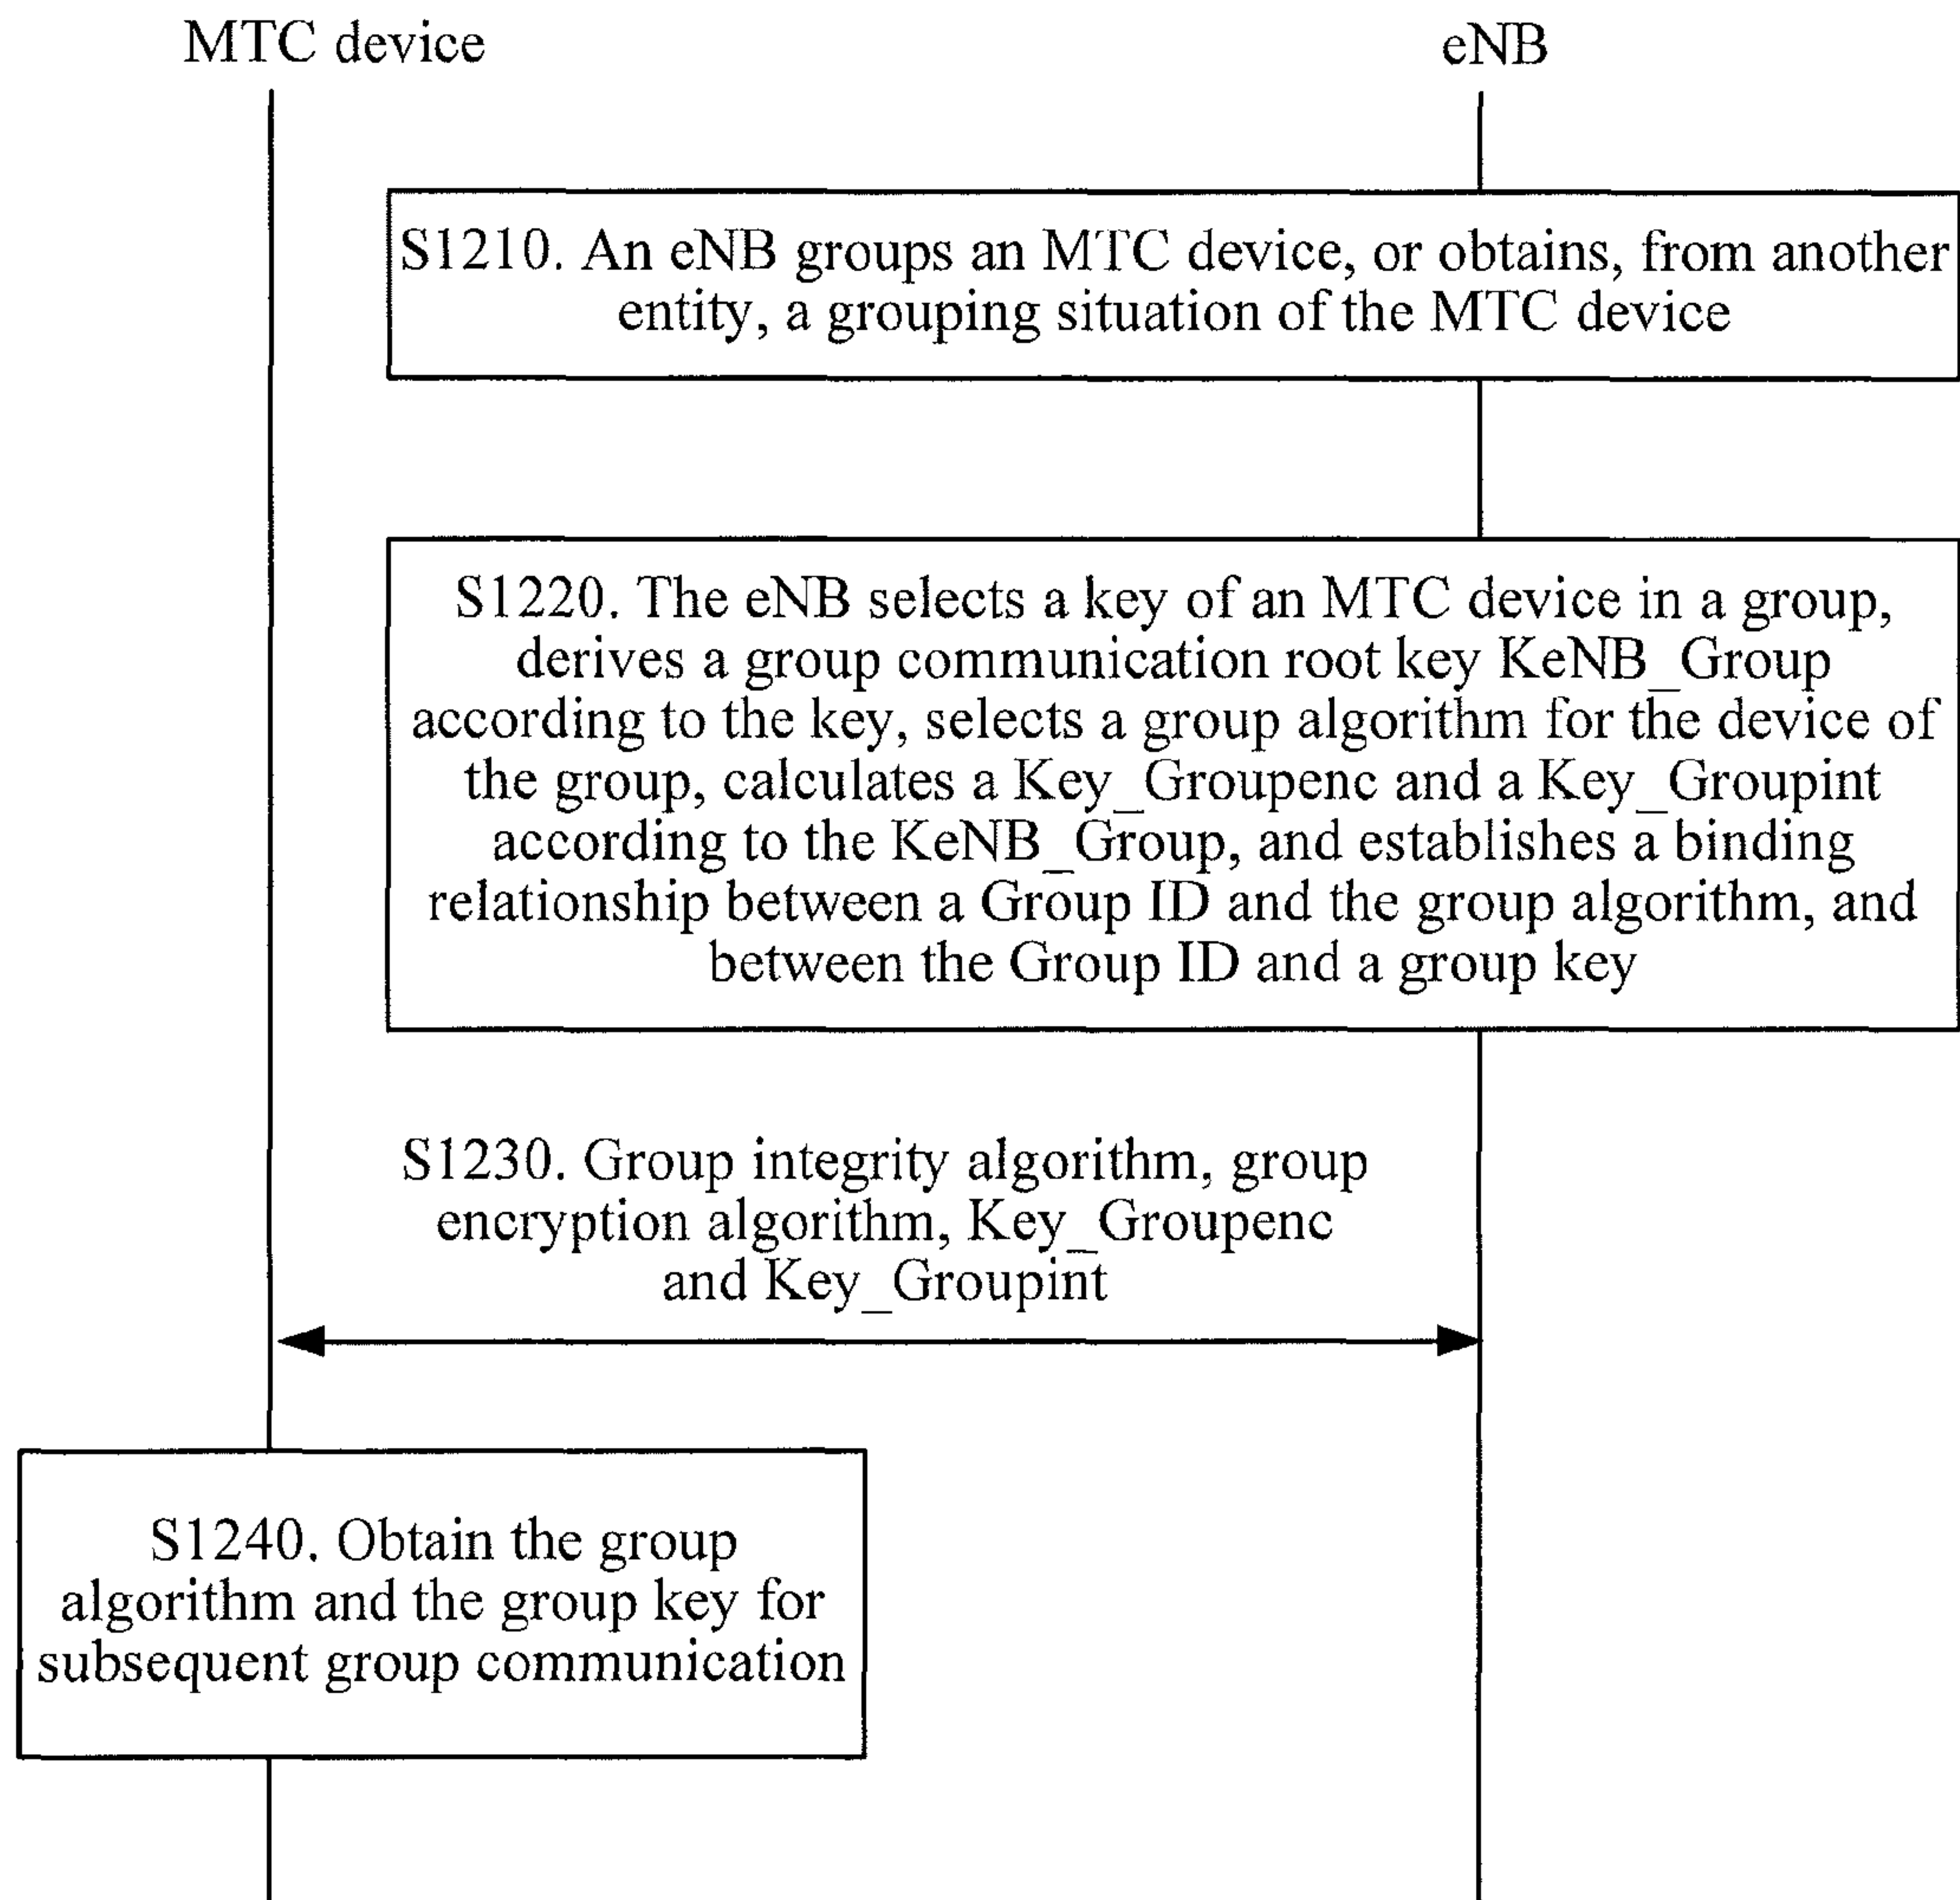 MTC device
eNB
S1210. An eNB groups an MTC device, or obtains, from another
entity, a grouping situation of the MTC device
S1220. The eNB selects a key of an MTC device in a group,
derives a group communication root key KeNB_Group
according to the key, selects a group algorithm for the device of
the group, calculates a Key_Groupenc and a Key_Groupint
according to the KeNB_Group, and establishes a binding
relationship between a Group ID and the group algorithm, and
between the Group ID and a group key
S1230. Group integrity algorithm, group
encryption algorithm, Key_Groupenc
and Key_Groupint
S1240. Obtain the group
algorithm and the group key for
subsequent group communication